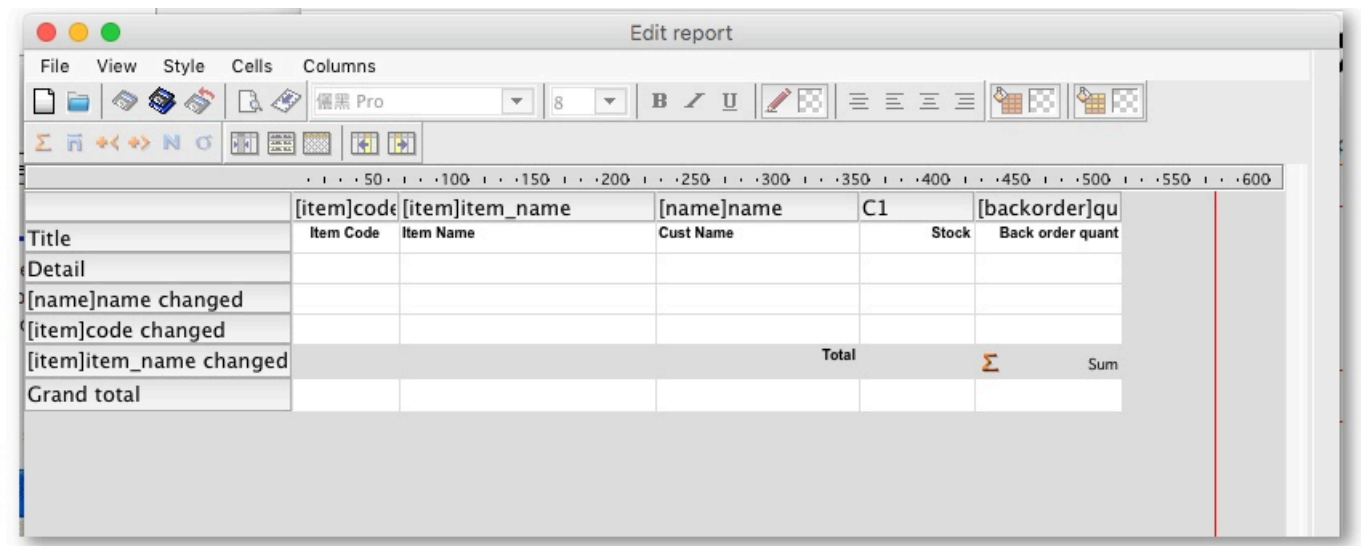 Edit report
File View Style Cells Columns
儷黑 Pro 8 B I U
Σ n N σ
50 100 150 200 250 300 350 400 450 500 550 600
[item]code [item]item_name [name]name C1 [backorder]qu
Title Item Code Item Name Cust Name Stock Back order quant
Detail
[name]name changed
[item]code changed
[item]item_name changed Total Σ Sum
Grand total